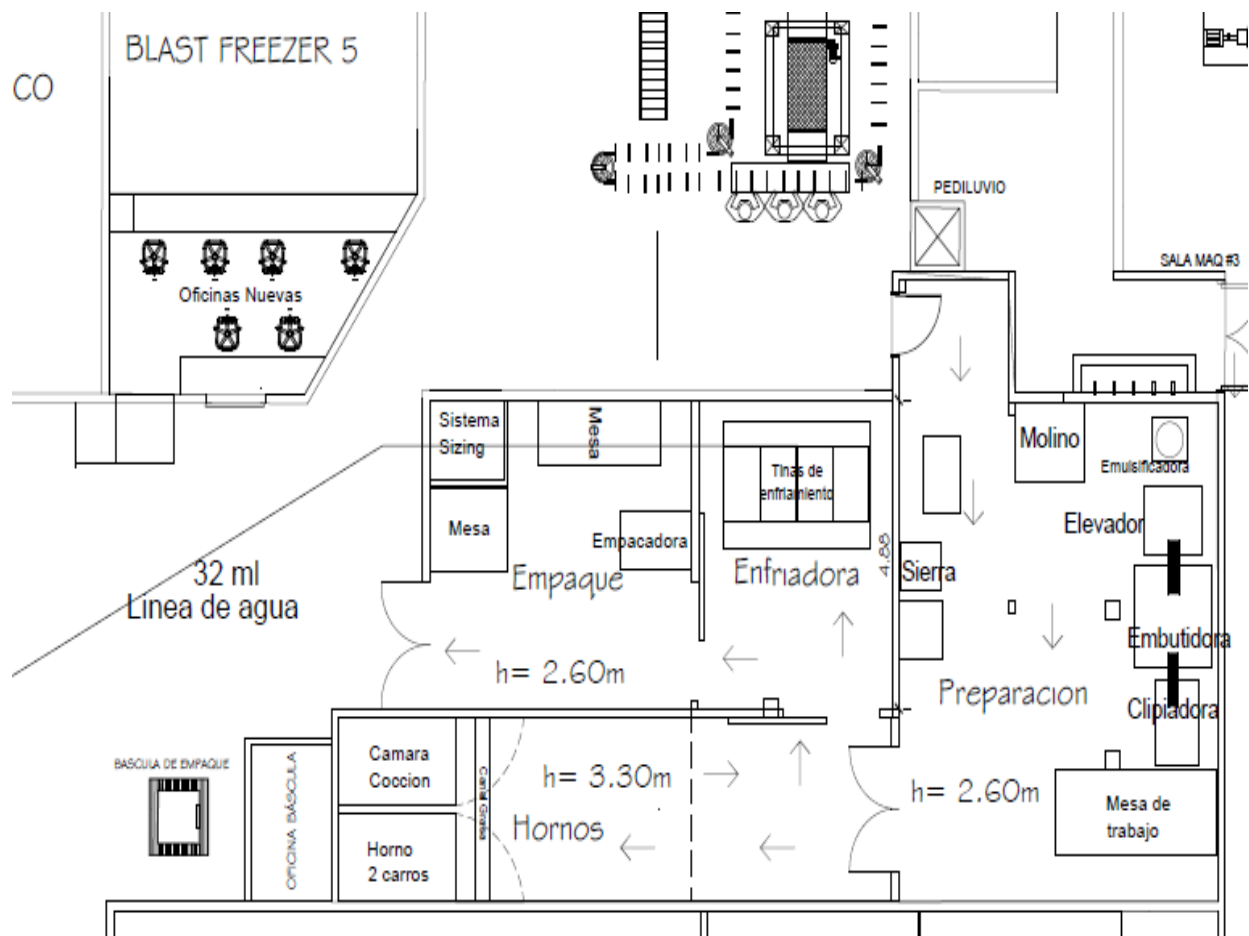 BLAST FREEZER 5
CO
PEDILUVIO
SALA MAQ #3
Oficinas Nuevas
Sistema
Sizing
Mesa
Mesa
Empacadora
Empaque
Tinas de
enfriamiento
Enfriadora
4.88
Sierra
Molino
Emulsificadora
Elevador
Embutidora
Clipiadora
Preparacion
32 ml
Linea de agua
h= 2.60m
BASCULA DE EMPAQUE
OFICINA BÁSCULA
Camara
Coccion
Canal Grasa
h= 3.30m
Hornos
Horno
2 carros
h= 2.60m
Mesa de
trabajo